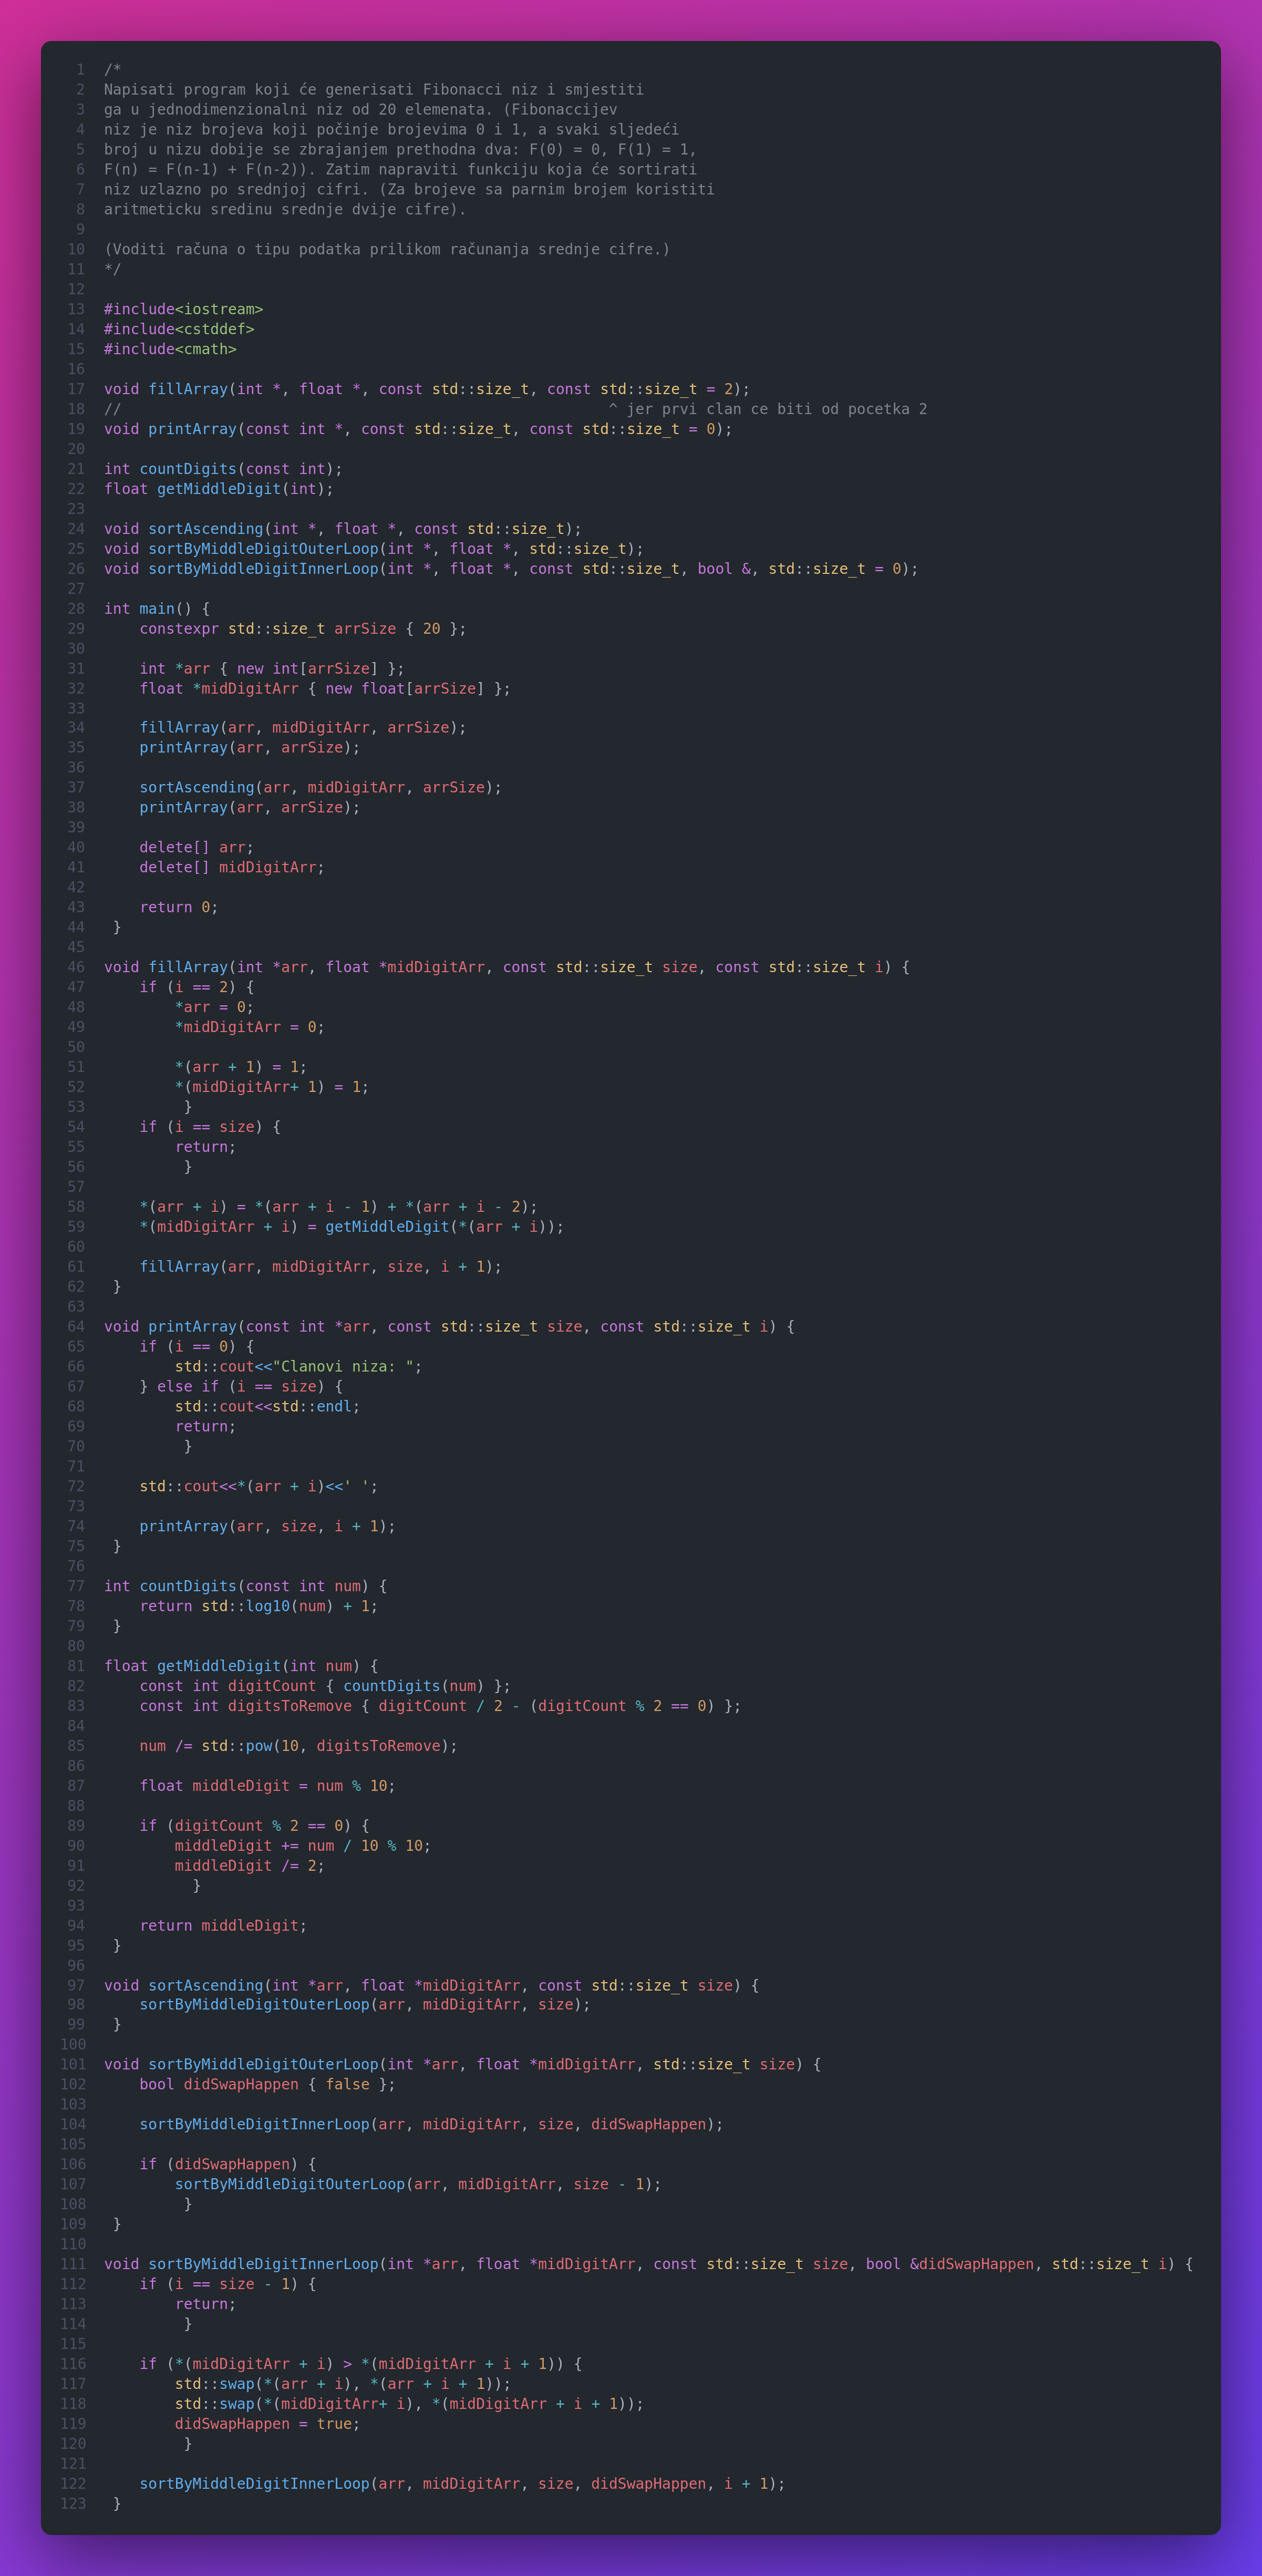 1 /*
2 Napisati program koji će generisati Fibonacci niz i smjestiti
3 ga u jednodimenzionalni niz od 20 elemenata. (Fibonaccijev
4 niz je niz brojeva koji počinje brojevima 0 i 1, a svaki sljedeći
5 broj u nizu dobije se zbrajanjem prethodna dva: F(0) = 0, F(1) = 1,
6 F(n) = F(n-1) + F(n-2)). Zatim napraviti funkciju koja će sortirati
7 niz uzlazno po srednjoj cifri. (Za brojeve sa parnim brojem koristiti
8 aritmeticku sredinu srednje dvije cifre).
9
10 (Voditi računa o tipu podatka prilikom računanja srednje cifre.)
11 */
12
13 #include<iostream>
14 #include<cstddef>
15 #include<cmath>
16
17 void fillArray(int *, float *, const std::size_t, const std::size_t = 2);
18 //                                                       ^ jer prvi clan ce biti od pocetka 2
19 void printArray(const int *, const std::size_t, const std::size_t = 0);
20
21 int countDigits(const int);
22 float getMiddleDigit(int);
23
24 void sortAscending(int *, float *, const std::size_t);
25 void sortByMiddleDigitOuterLoop(int *, float *, std::size_t);
26 void sortByMiddleDigitInnerLoop(int *, float *, const std::size_t, bool &, std::size_t = 0);
27
28 int main() {
29     constexpr std::size_t arrSize { 20 };
30
31     int *arr { new int[arrSize] };
32     float *midDigitArr { new float[arrSize] };
33
34     fillArray(arr, midDigitArr, arrSize);
35     printArray(arr, arrSize);
36
37     sortAscending(arr, midDigitArr, arrSize);
38     printArray(arr, arrSize);
39
40     delete[] arr;
41     delete[] midDigitArr;
42
43     return 0;
44  }
45
46 void fillArray(int *arr, float *midDigitArr, const std::size_t size, const std::size_t i) {
47     if (i == 2) {
48         *arr = 0;
49         *midDigitArr = 0;
50
51         *(arr + 1) = 1;
52         *(midDigitArr+ 1) = 1;
53          }
54     if (i == size) {
55         return;
56          }
57
58     *(arr + i) = *(arr + i - 1) + *(arr + i - 2);
59     *(midDigitArr + i) = getMiddleDigit(*(arr + i));
60
61     fillArray(arr, midDigitArr, size, i + 1);
62  }
63
64 void printArray(const int *arr, const std::size_t size, const std::size_t i) {
65     if (i == 0) {
66         std::cout<<"Clanovi niza: ";
67     } else if (i == size) {
68         std::cout<<std::endl;
69         return;
70          }
71
72     std::cout<<*(arr + i)<<' ';
73
74     printArray(arr, size, i + 1);
75  }
76
77 int countDigits(const int num) {
78     return std::log10(num) + 1;
79  }
80
81 float getMiddleDigit(int num) {
82     const int digitCount { countDigits(num) };
83     const int digitsToRemove { digitCount / 2 - (digitCount % 2 == 0) };
84
85     num /= std::pow(10, digitsToRemove);
86
87     float middleDigit = num % 10;
88
89     if (digitCount % 2 == 0) {
90         middleDigit += num / 10 % 10;
91         middleDigit /= 2;
92           }
93
94     return middleDigit;
95  }
96
97 void sortAscending(int *arr, float *midDigitArr, const std::size_t size) {
98     sortByMiddleDigitOuterLoop(arr, midDigitArr, size);
99  }
100
101 void sortByMiddleDigitOuterLoop(int *arr, float *midDigitArr, std::size_t size) {
102     bool didSwapHappen { false };
103
104     sortByMiddleDigitInnerLoop(arr, midDigitArr, size, didSwapHappen);
105
106     if (didSwapHappen) {
107         sortByMiddleDigitOuterLoop(arr, midDigitArr, size - 1);
108          }
109  }
110
111 void sortByMiddleDigitInnerLoop(int *arr, float *midDigitArr, const std::size_t size, bool &didSwapHappen, std::size_t i) {
112     if (i == size - 1) {
113         return;
114          }
115
116     if (*(midDigitArr + i) > *(midDigitArr + i + 1)) {
117         std::swap(*(arr + i), *(arr + i + 1));
118         std::swap(*(midDigitArr+ i), *(midDigitArr + i + 1));
119         didSwapHappen = true;
120          }
121
122     sortByMiddleDigitInnerLoop(arr, midDigitArr, size, didSwapHappen, i + 1);
123  }